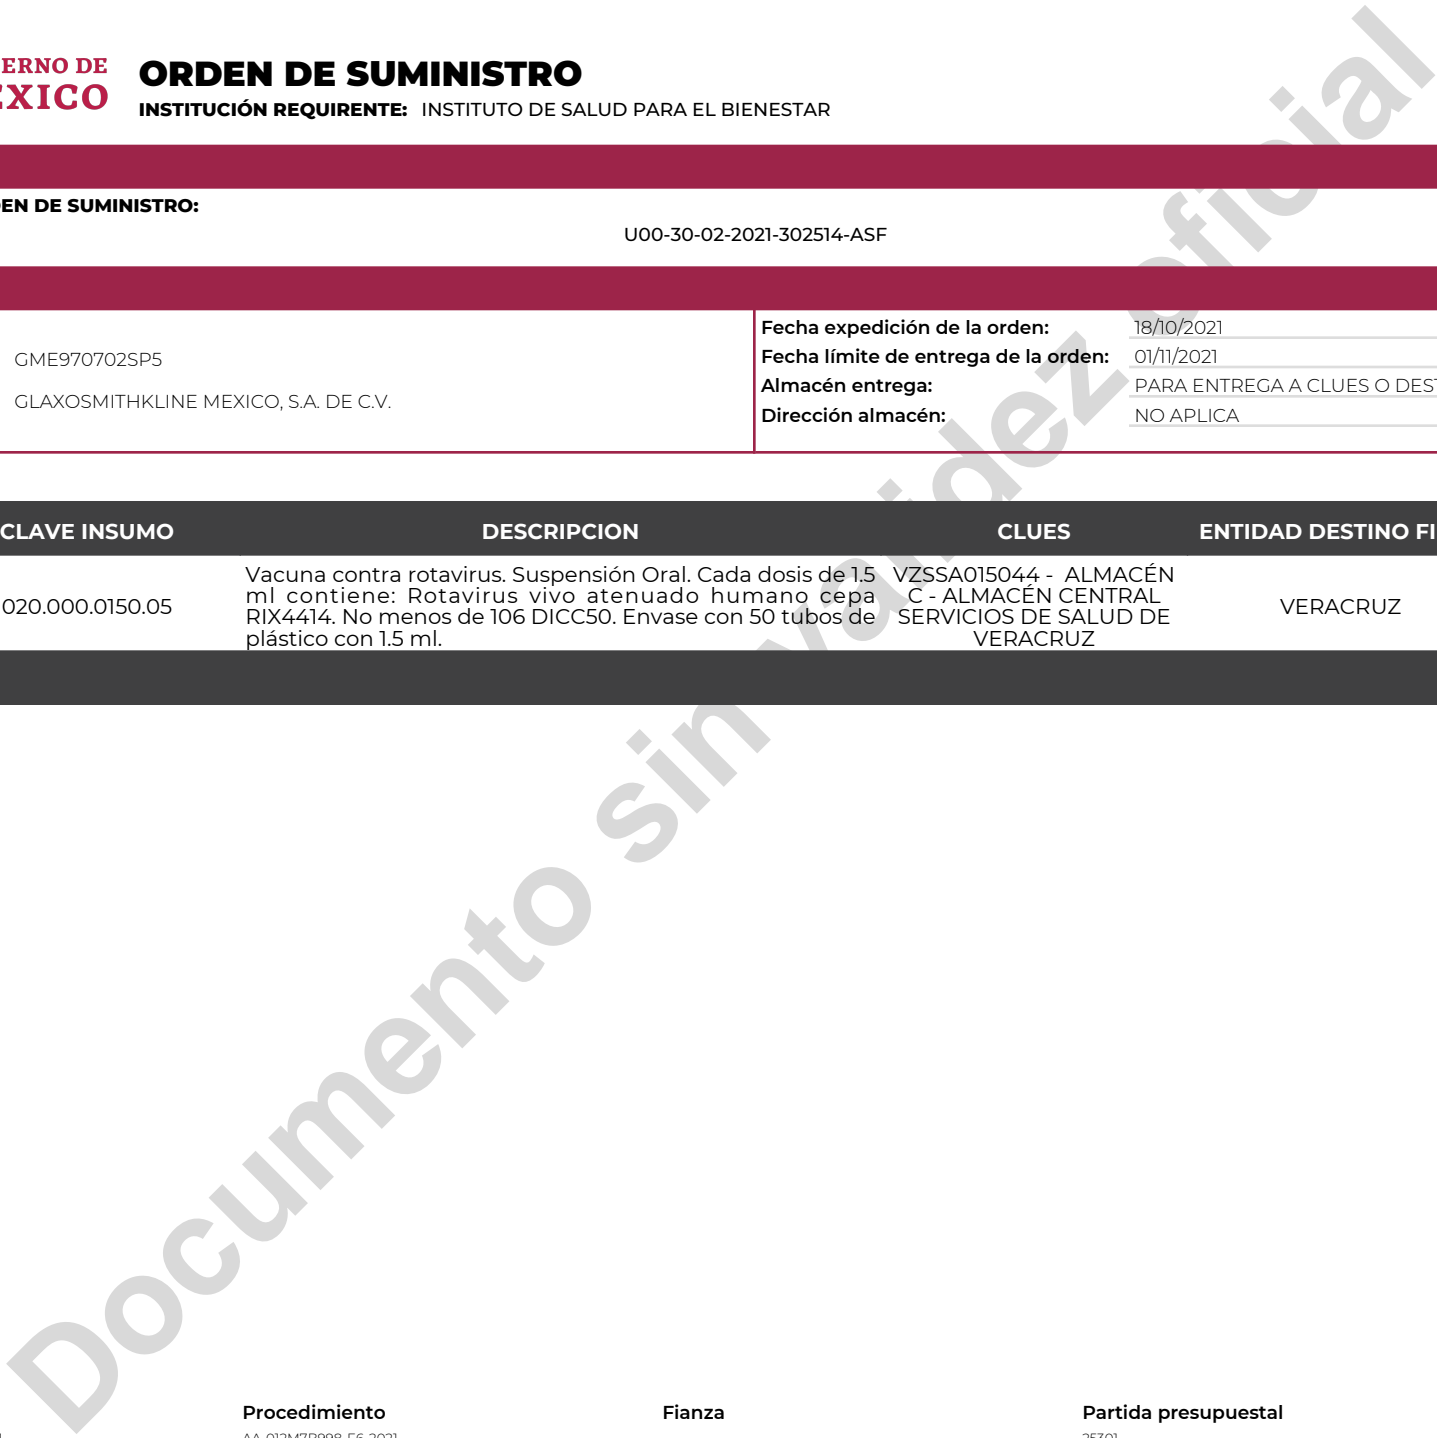 ERNO DE
EXICO
ORDEN DE SUMINISTRO
INSTITUCIÓN REQUIRENTE: INSTITUTO DE SALUD PARA EL BIENESTAR
EN DE SUMINISTRO:
U00-30-02-2021-302514-ASF
GME970702SP5
GLAXOSMITHKLINE MEXICO, S.A. DE C.V.
Fecha expedición de la orden: 18/10/2021
Fecha límite de entrega de la orden: 01/11/2021
Almacén entrega: PARA ENTREGA A CLUES O DEST
Dirección almacén: NO APLICA
CLAVE INSUMO DESCRIPCION CLUES ENTIDAD DESTINO FI
020.000.0150.05
Vacuna contra rotavirus. Suspensión Oral. Cada dosis de 1.5
ml contiene: Rotavirus vivo atenuado humano cepa
RIX4414. No menos de 106 DICC50. Envase con 50 tubos de
plástico con 1.5 ml.
VZSSA015044 - ALMACÉN
C - ALMACÉN CENTRAL
SERVICIOS DE SALUD DE
VERACRUZ
VERACRUZ
Documento sin validez oficial
Procedimiento Fianza Partida presupuestal